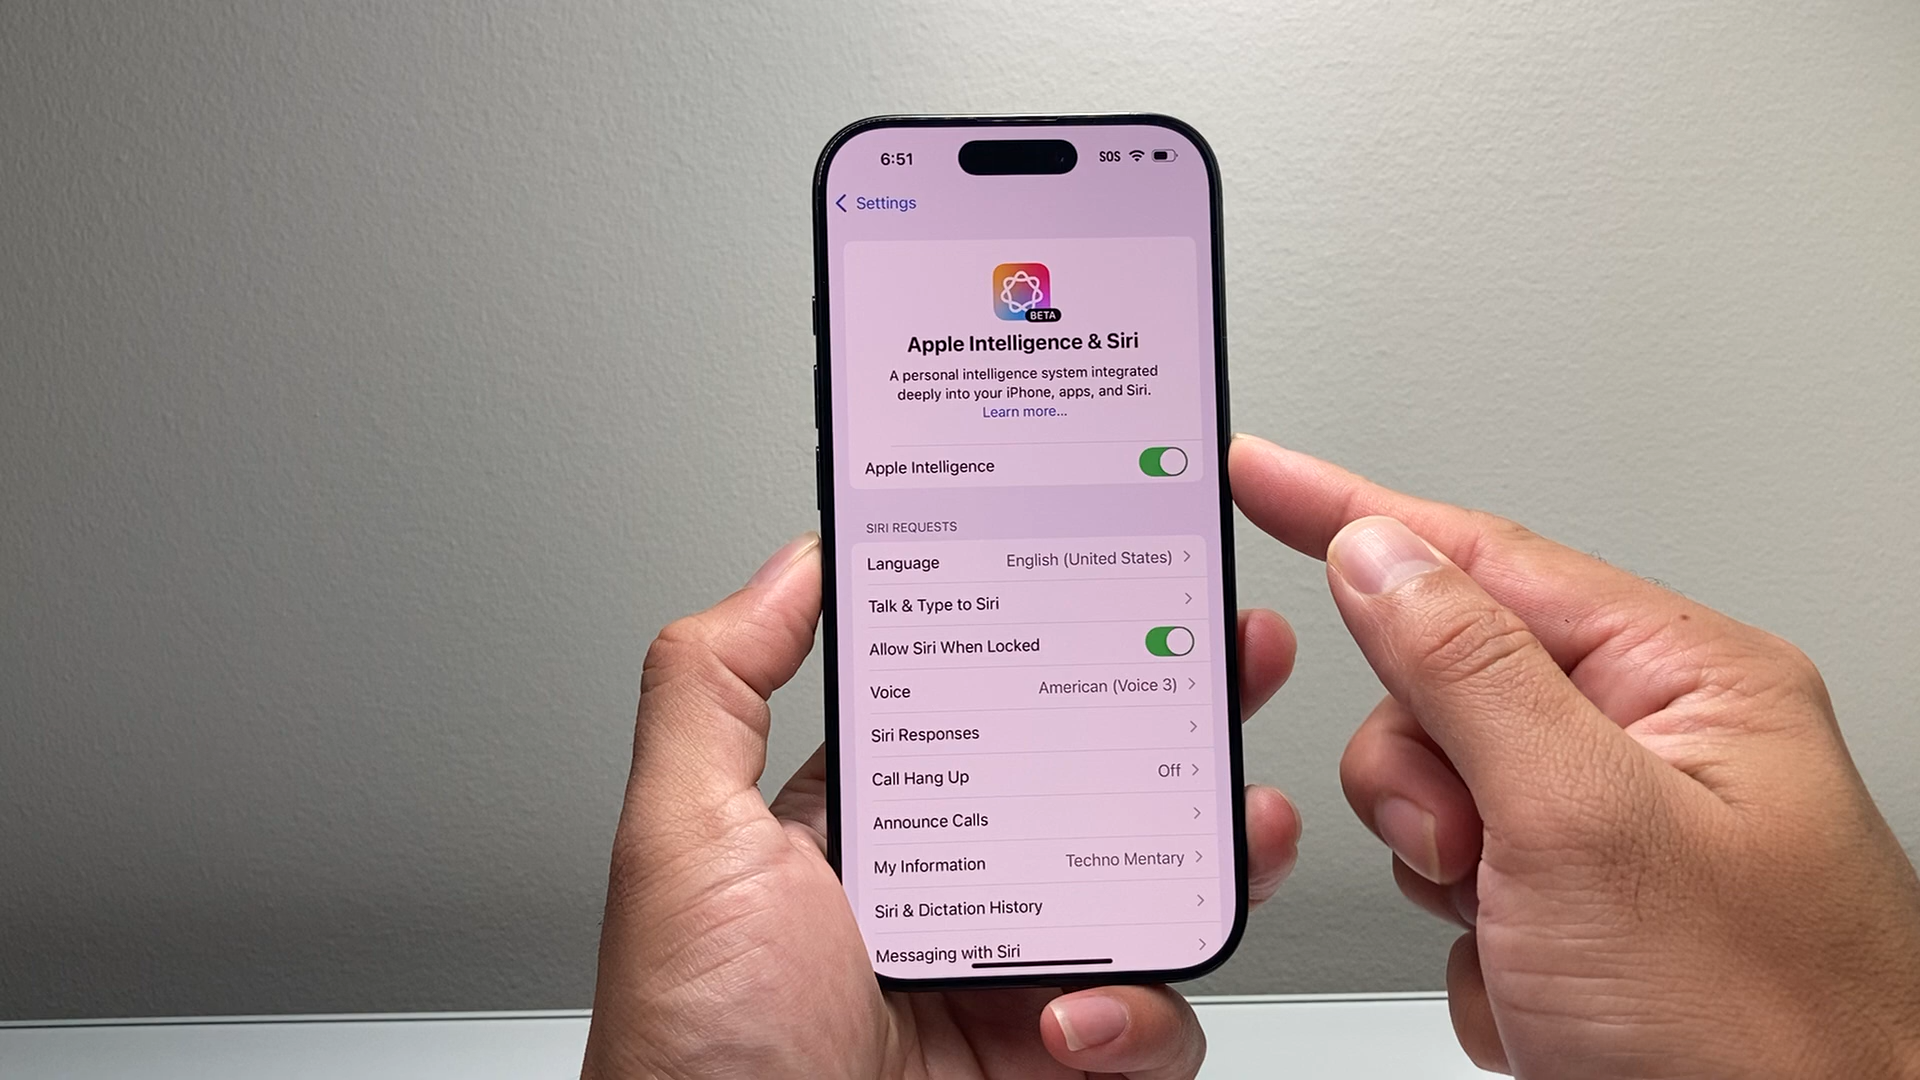 6:51 SOS
Settings
BETA
Apple Intelligence & Siri
A personal intelligence system integrated
deeply into your iPhone, apps, and Siri.
Learn more...
Apple Intelligence
SIRI REQUESTS
Language English (United States)
Talk & Type to Siri
Allow Siri When Locked
Voice American (Voice 3)
Siri Responses
Call Hang Up Off
Announce Calls
My Information Techno Mentary
Siri & Dictation History
Messaging with Siri